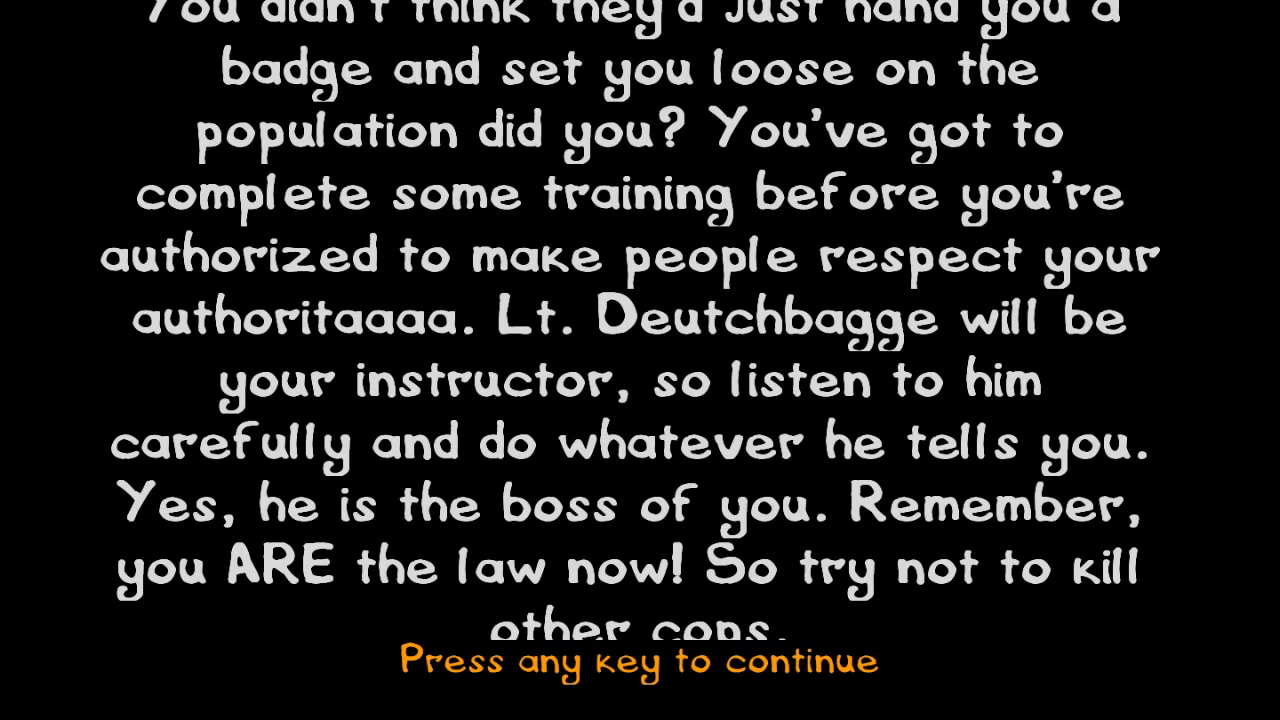 You didn't think they'd just hand you a
badge and set you loose on the
population did you? You've got to
complete some training before you're
authorized to make people respect your
authoritaaaa. Lt. Deutchbagge will be
your instructor, so listen to him
carefully and do whatever he tells you.
Yes, he is the boss of you. Remember,
you ARE the law now! So try not to kill
other cops.
Press any key to continue